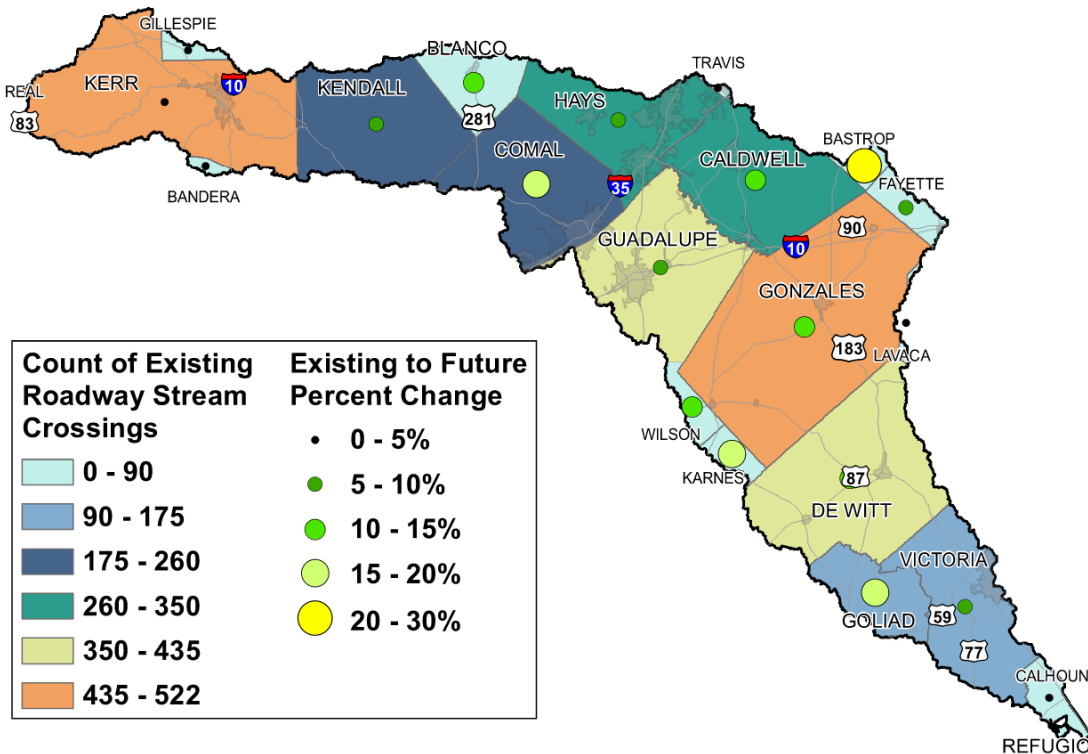 GILLESPIE
BLANCO
TRAVIS
REAL
KERR
10
KENDALL
HAYS
83
281
BASTROP
COMAL
CALDWELL
BANDERA
35
FAYETTE
90
GUADALUPE
10
GONZALES
183
LAVACA
WILSON
KARNES
87
DE WITT
VICTORIA
59
GOLIAD
77
CALHOUN
REFUGIO
Count of Existing
Roadway Stream
Crossings
0 - 90
90 - 175
175 - 260
260 - 350
350 - 435
435 - 522
Existing to Future
Percent Change
0 - 5%
5 - 10%
10 - 15%
15 - 20%
20 - 30%